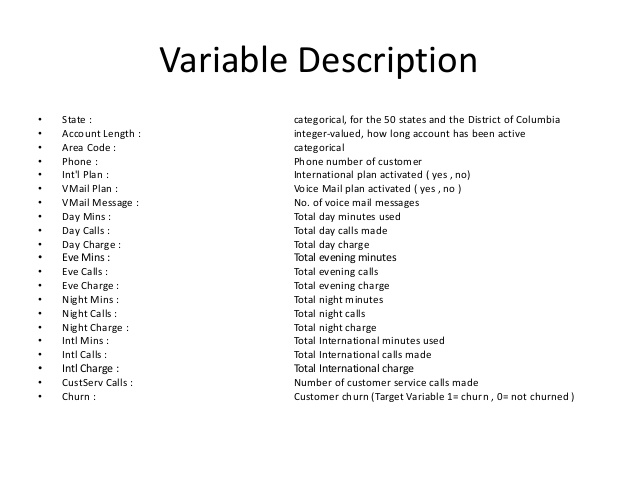 Variable Description
• State : categorical, for the 50 states and the District of Columbia
• Account Length : integer-valued, how long account has been active
• Area Code : categorical
• Phone : Phone number of customer
• Int'l Plan : International plan activated ( yes , no)
• VMail Plan : Voice Mail plan activated ( yes , no )
• VMail Message : No. of voice mail messages
• Day Mins : Total day minutes used
• Day Calls : Total day calls made
• Day Charge : Total day charge
• Eve Mins : Total evening minutes
• Eve Calls : Total evening calls
• Eve Charge : Total evening charge
• Night Mins : Total night minutes
• Night Calls : Total night calls
• Night Charge : Total night charge
• Intl Mins : Total International minutes used
• Intl Calls : Total International calls made
• Intl Charge : Total International charge
• CustServ Calls : Number of customer service calls made
• Churn : Customer churn (Target Variable 1= churn , 0= not churned )